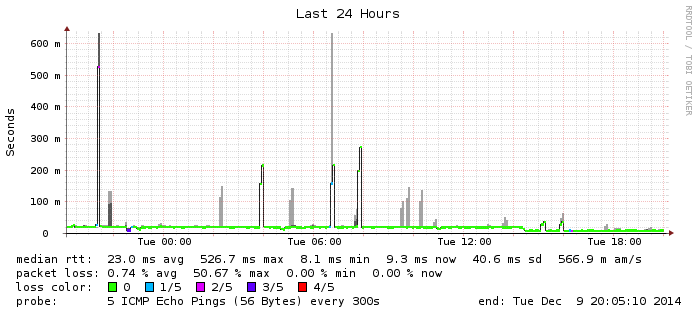 Last 24 Hours
RRDTOOL / TOBI OETIKER
Seconds
600 m
500 m
400 m
300 m
200 m
100 m
0
Tue 00:00 Tue 06:00 Tue 12:00 Tue 18:00
median rtt: 23.0 ms avg 526.7 ms max 8.1 ms min 9.3 ms now 40.6 ms sd 566.9 m am/s
packet loss: 0.74 % avg 50.67 % max 0.00 % min 0.00 % now
loss color: 0 1/5 2/5 3/5 4/5
probe: 5 ICMP Echo Pings (56 Bytes) every 300s end: Tue Dec 9 20:05:10 2014